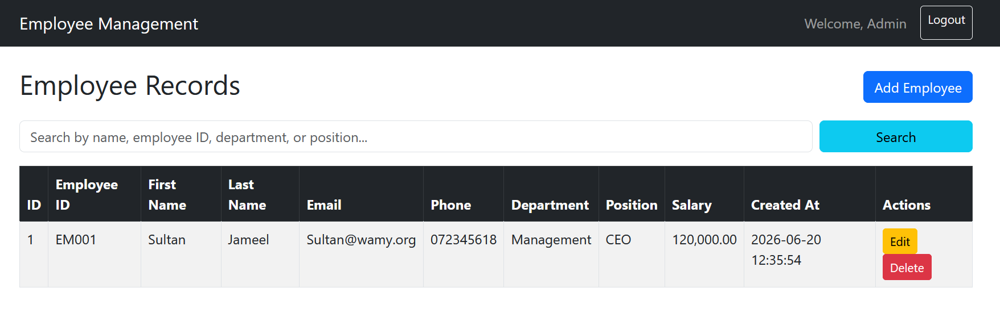 Employee Management
Welcome, Admin
Logout
Employee Records
Add Employee
Search by name, employee ID, department, or position...
Search
ID Employee ID First Name Last Name Email Phone Department Position Salary Created At Actions
1 EM001 Sultan Jameel Sultan@wamy.org 072345618 Management CEO 120,000.00 2026-06-20 12:35:54 Edit
Delete